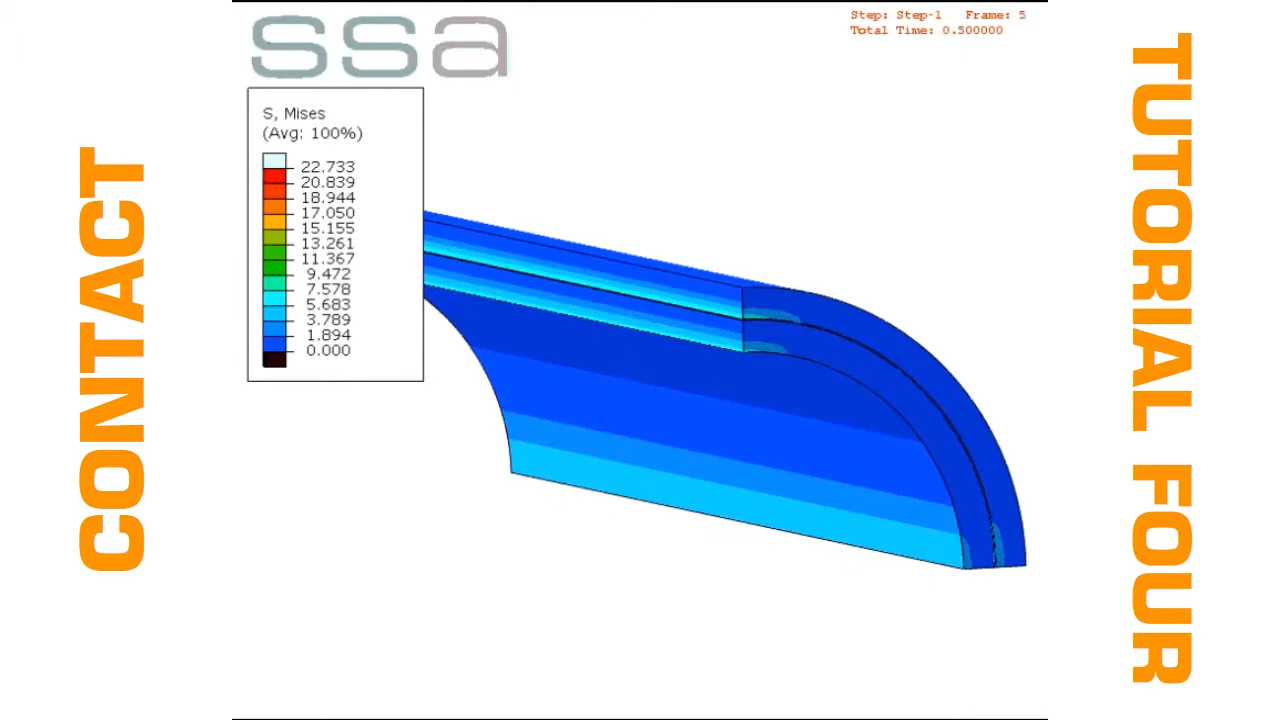 CONTACT
ssa
Step: Step-1 Frame: 5
Total Time: 0.500000
S, Mises
(Avg: 100%)
22.733
20.839
18.944
17.050
15.155
13.261
11.367
9.472
7.578
5.683
3.789
1.894
0.000
TUTORIAL FOUR